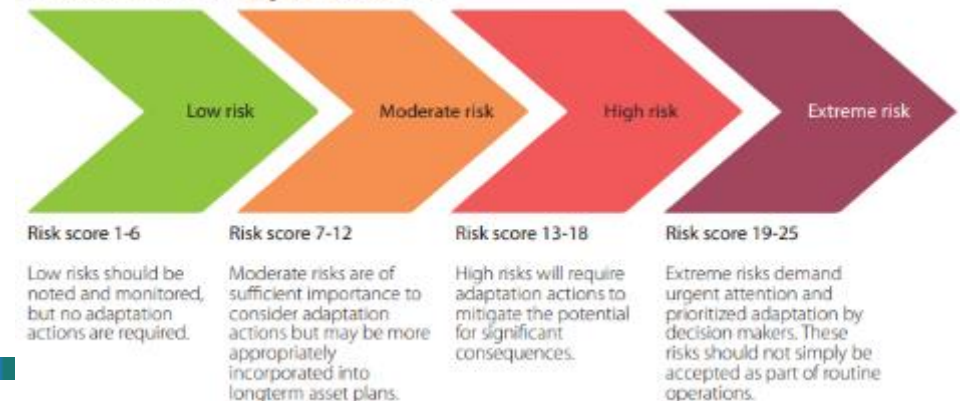 Low risk
Moderate risk
High risk
Extreme risk
Risk score 1-6
Low risks should be
noted and monitored,
but no adaptation
actions are required.
Risk score 7-12
Moderate risks are of
sufficient importance to
consider adaptation
actions but may be more
appropriately
incorporated into
longterm asset plans.
Risk score 13-18
High risks will require
adaptation actions to
mitigate the potential
for significant
consequences.
Risk score 19-25
Extreme risks demand
urgent attention and
prioritized adaptation by
decision makers. These
risks should not simply be
accepted as part of routine
operations.